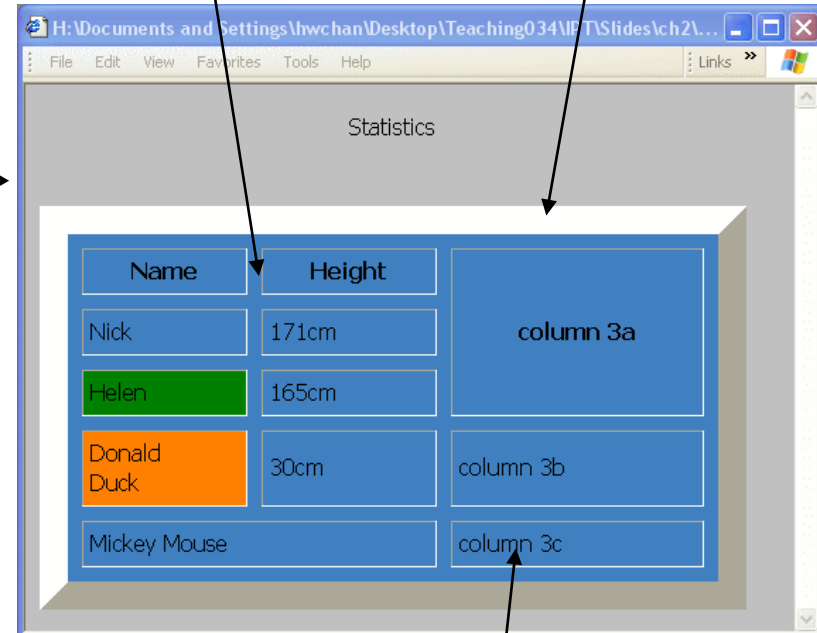 H:\Documents and Settings\hwchan\Desktop\Teaching034\IPT\Slides\ch2\...
File Edit View Favorites Tools Help Links »
Statistics
Name Height column 3a
Nick 171cm
Helen 165cm
Donald
Duck 30cm column 3b
Mickey Mouse column 3c